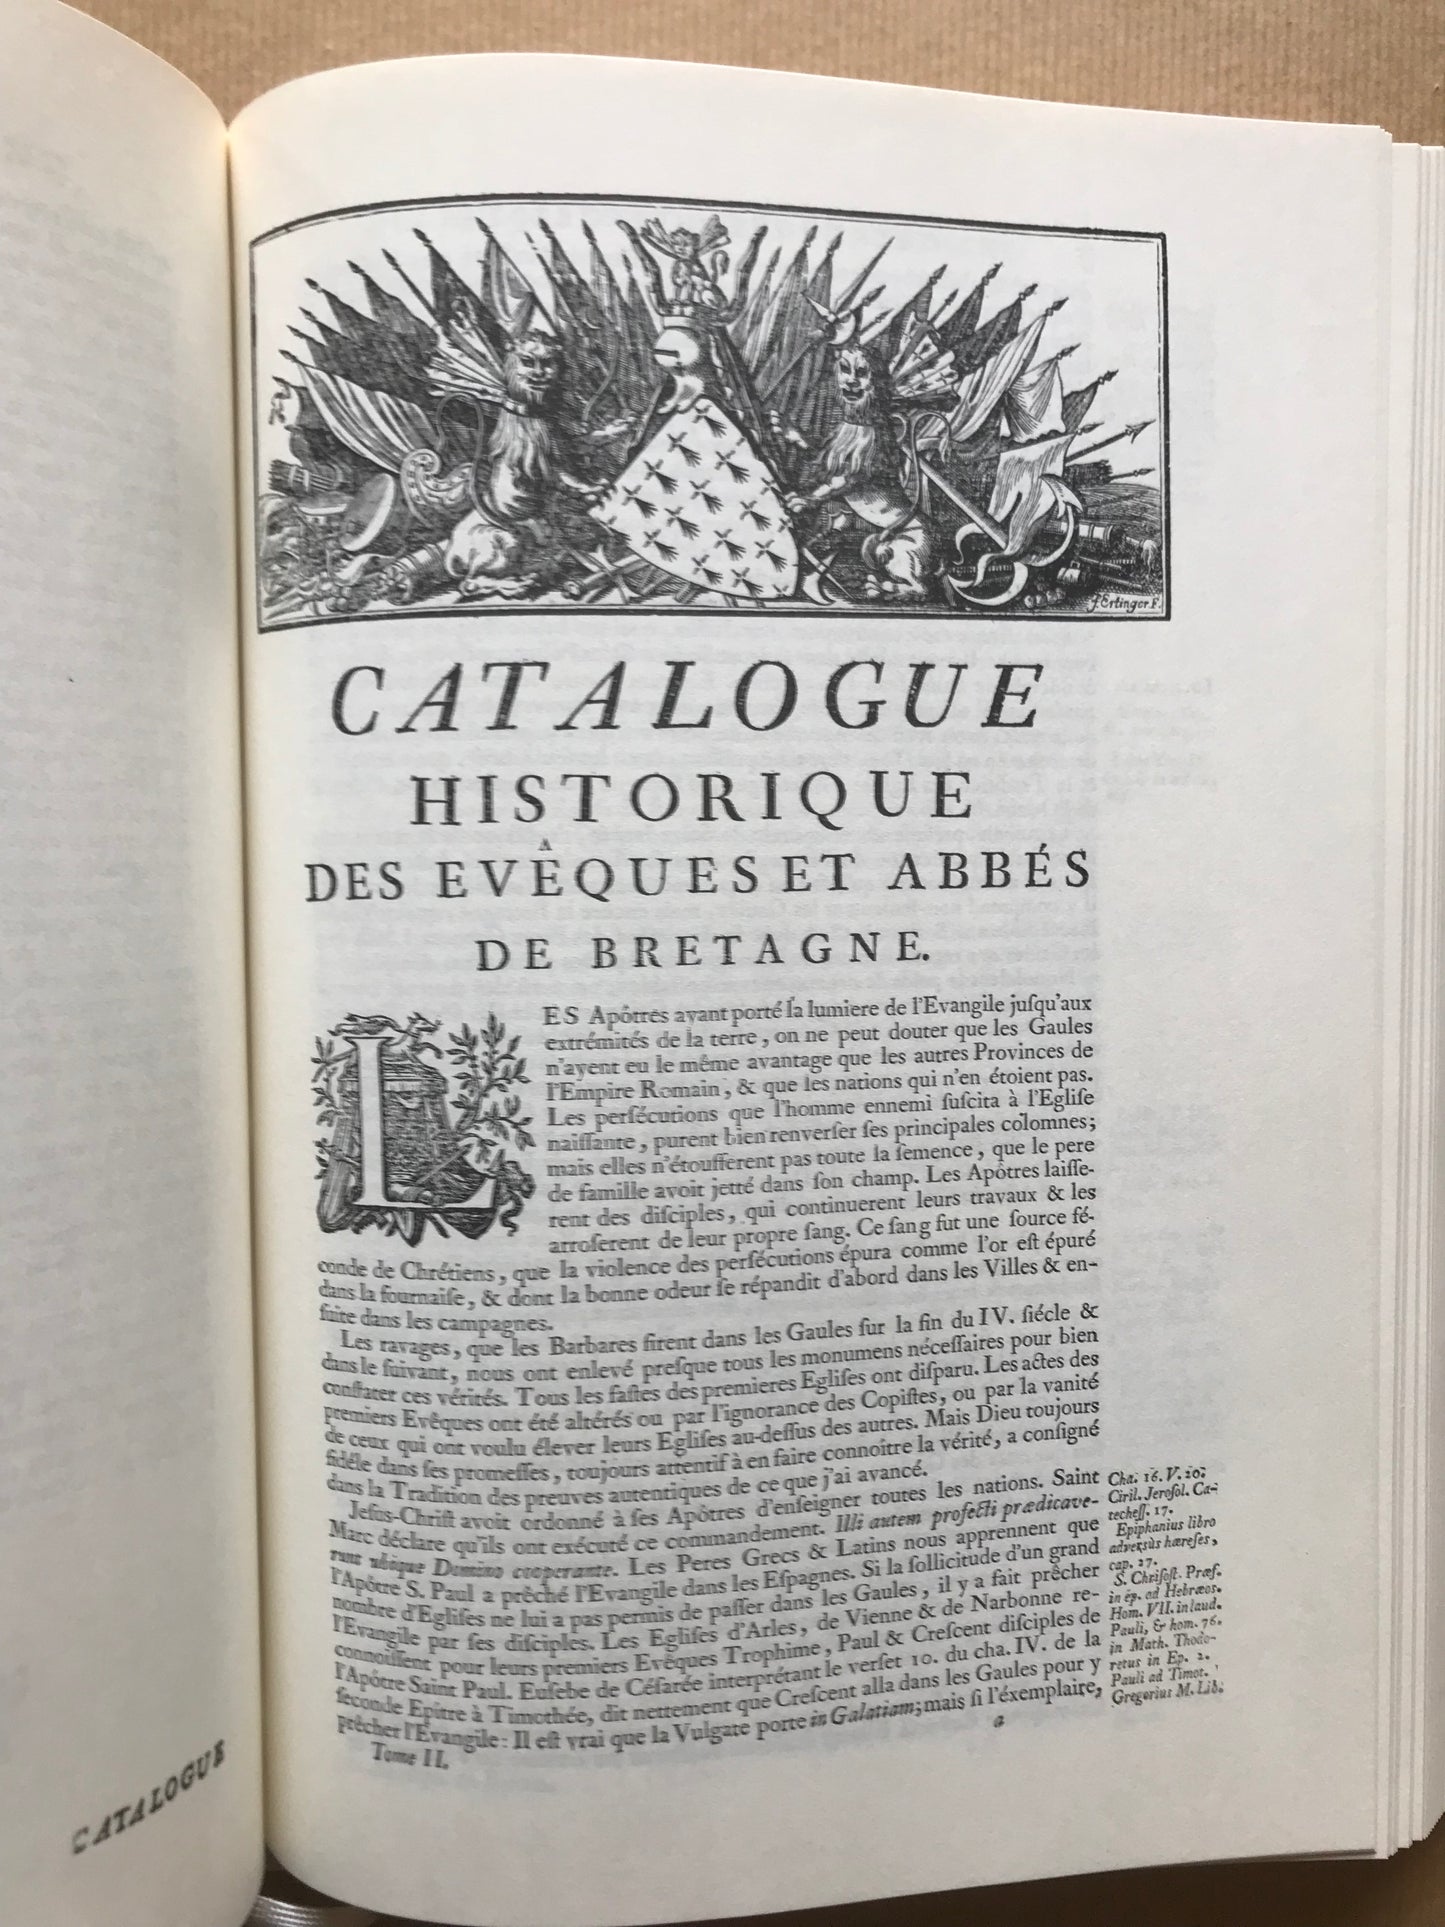 CATALOGUE
J. Ertinger F.
CATALOGUE
HISTORIQUE
DES EVÊQUES ET ABBÉS
DE BRETAGNE.
LES Apôtres ayant porté la lumiere de l'Evangile juſqu'aux
extrémités de la terre, on ne peut douter que les Gaules
n'ayent eu le même avantage que les autres Provinces de
l'Empire Romain, & que les nations qui n'en étoient pas.
Les perſécutions que l'homme ennemi ſuſcita à l'Egliſe
naiſſante, purent bien renverſer ſes principales colomnes;
mais elles n'étoufferent pas toute la ſemence, que le pere
de famille avoit jetté dans ſon champ. Les Apôtres laiſſe-
rent des diſciples, qui continuerent leurs travaux & les
arroſerent de leur propre ſang. Ce ſang fut une ſource fé-
conde de Chrétiens, que la violence des perſécutions épura comme l'or eſt épuré
dans la fournaiſe, & dont la bonne odeur ſe répandit d'abord dans les Villes & en-
ſuite dans les campagnes.
Les ravages, que les Barbares firent dans les Gaules ſur la fin du IV. ſiécle &
dans le ſuivant, nous ont enlevé preſque tous les monumens néceſſaires pour bien
conſtater ces vérités. Tous les faſtes des premieres Egliſes ont diſparu. Les actes des
premiers Evêques ont été altérés ou par l'ignorance des Copiſtes, ou par la vanité
de ceux qui ont voulu élever leurs Egliſes au-deſſus des autres. Mais Dieu toujours
fidéle dans ſes promeſſes, toujours attentif à en faire connoître la vérité, a conſigné
dans la Tradition des preuves autentiques de ce que j'ai avancé.
Jeſus-Chriſt avoit ordonné à ſes Apôtres d'enſeigner toutes les nations. Saint
Marc déclare qu'ils ont exécuté ce commandement. Illi autem profecti prædicave-
runt ubique Domino cooperante. Les Peres Grecs & Latins nous apprennent que
l'Apôtre S. Paul a prêché l'Evangile dans les Eſpagnes. Si la ſollicitude d'un grand
nombre d'Egliſes ne lui a pas permis de paſſer dans les Gaules, il y a fait prêcher
l'Evangile par ſes diſciples. Les Egliſes d'Arles, de Vienne & de Narbonne re-
connoiſſent pour leurs premiers Evêques Trophime, Paul & Creſcent diſciples de
l'Apôtre Saint Paul. Euſebe de Céſarée interprétant le verſet 10. du cha. IV. de la
ſeconde Epître à Timothée, dit nettement que Creſcent alla dans les Gaules pour y
prêcher l'Evangile: Il eſt vrai que la Vulgate porte in Galatiam; mais ſi l'éxemplaire,
Cha. 16. V. 20;
Ciril. Jeroſol. Ca-
techeſſ. 17.
Epiphanius libro
adverſùs hæreſes,
cap. 27.
S. Chriſoſt. Præf.
in ép. ad Hebræos.
Hom. VII. in laud.
Pauli, & hom. 76.
in Math. Thodo-
retus in Ep. 2.
Pauli ad Timot.
Gregorius M. Lib.
Tome II.
a